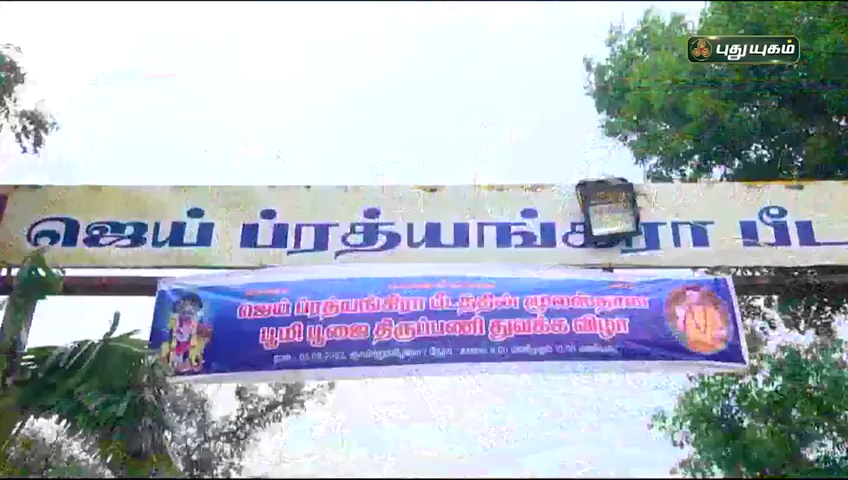 புதுயுகம்
ஜெய் ப்ரத்யங்கிரா பீட
ஜெய் ப்ரத்யங்கிரா பீடத்தின் மூலஸ்தான
பூமி பூஜை திருப்பணி துவக்க விழா